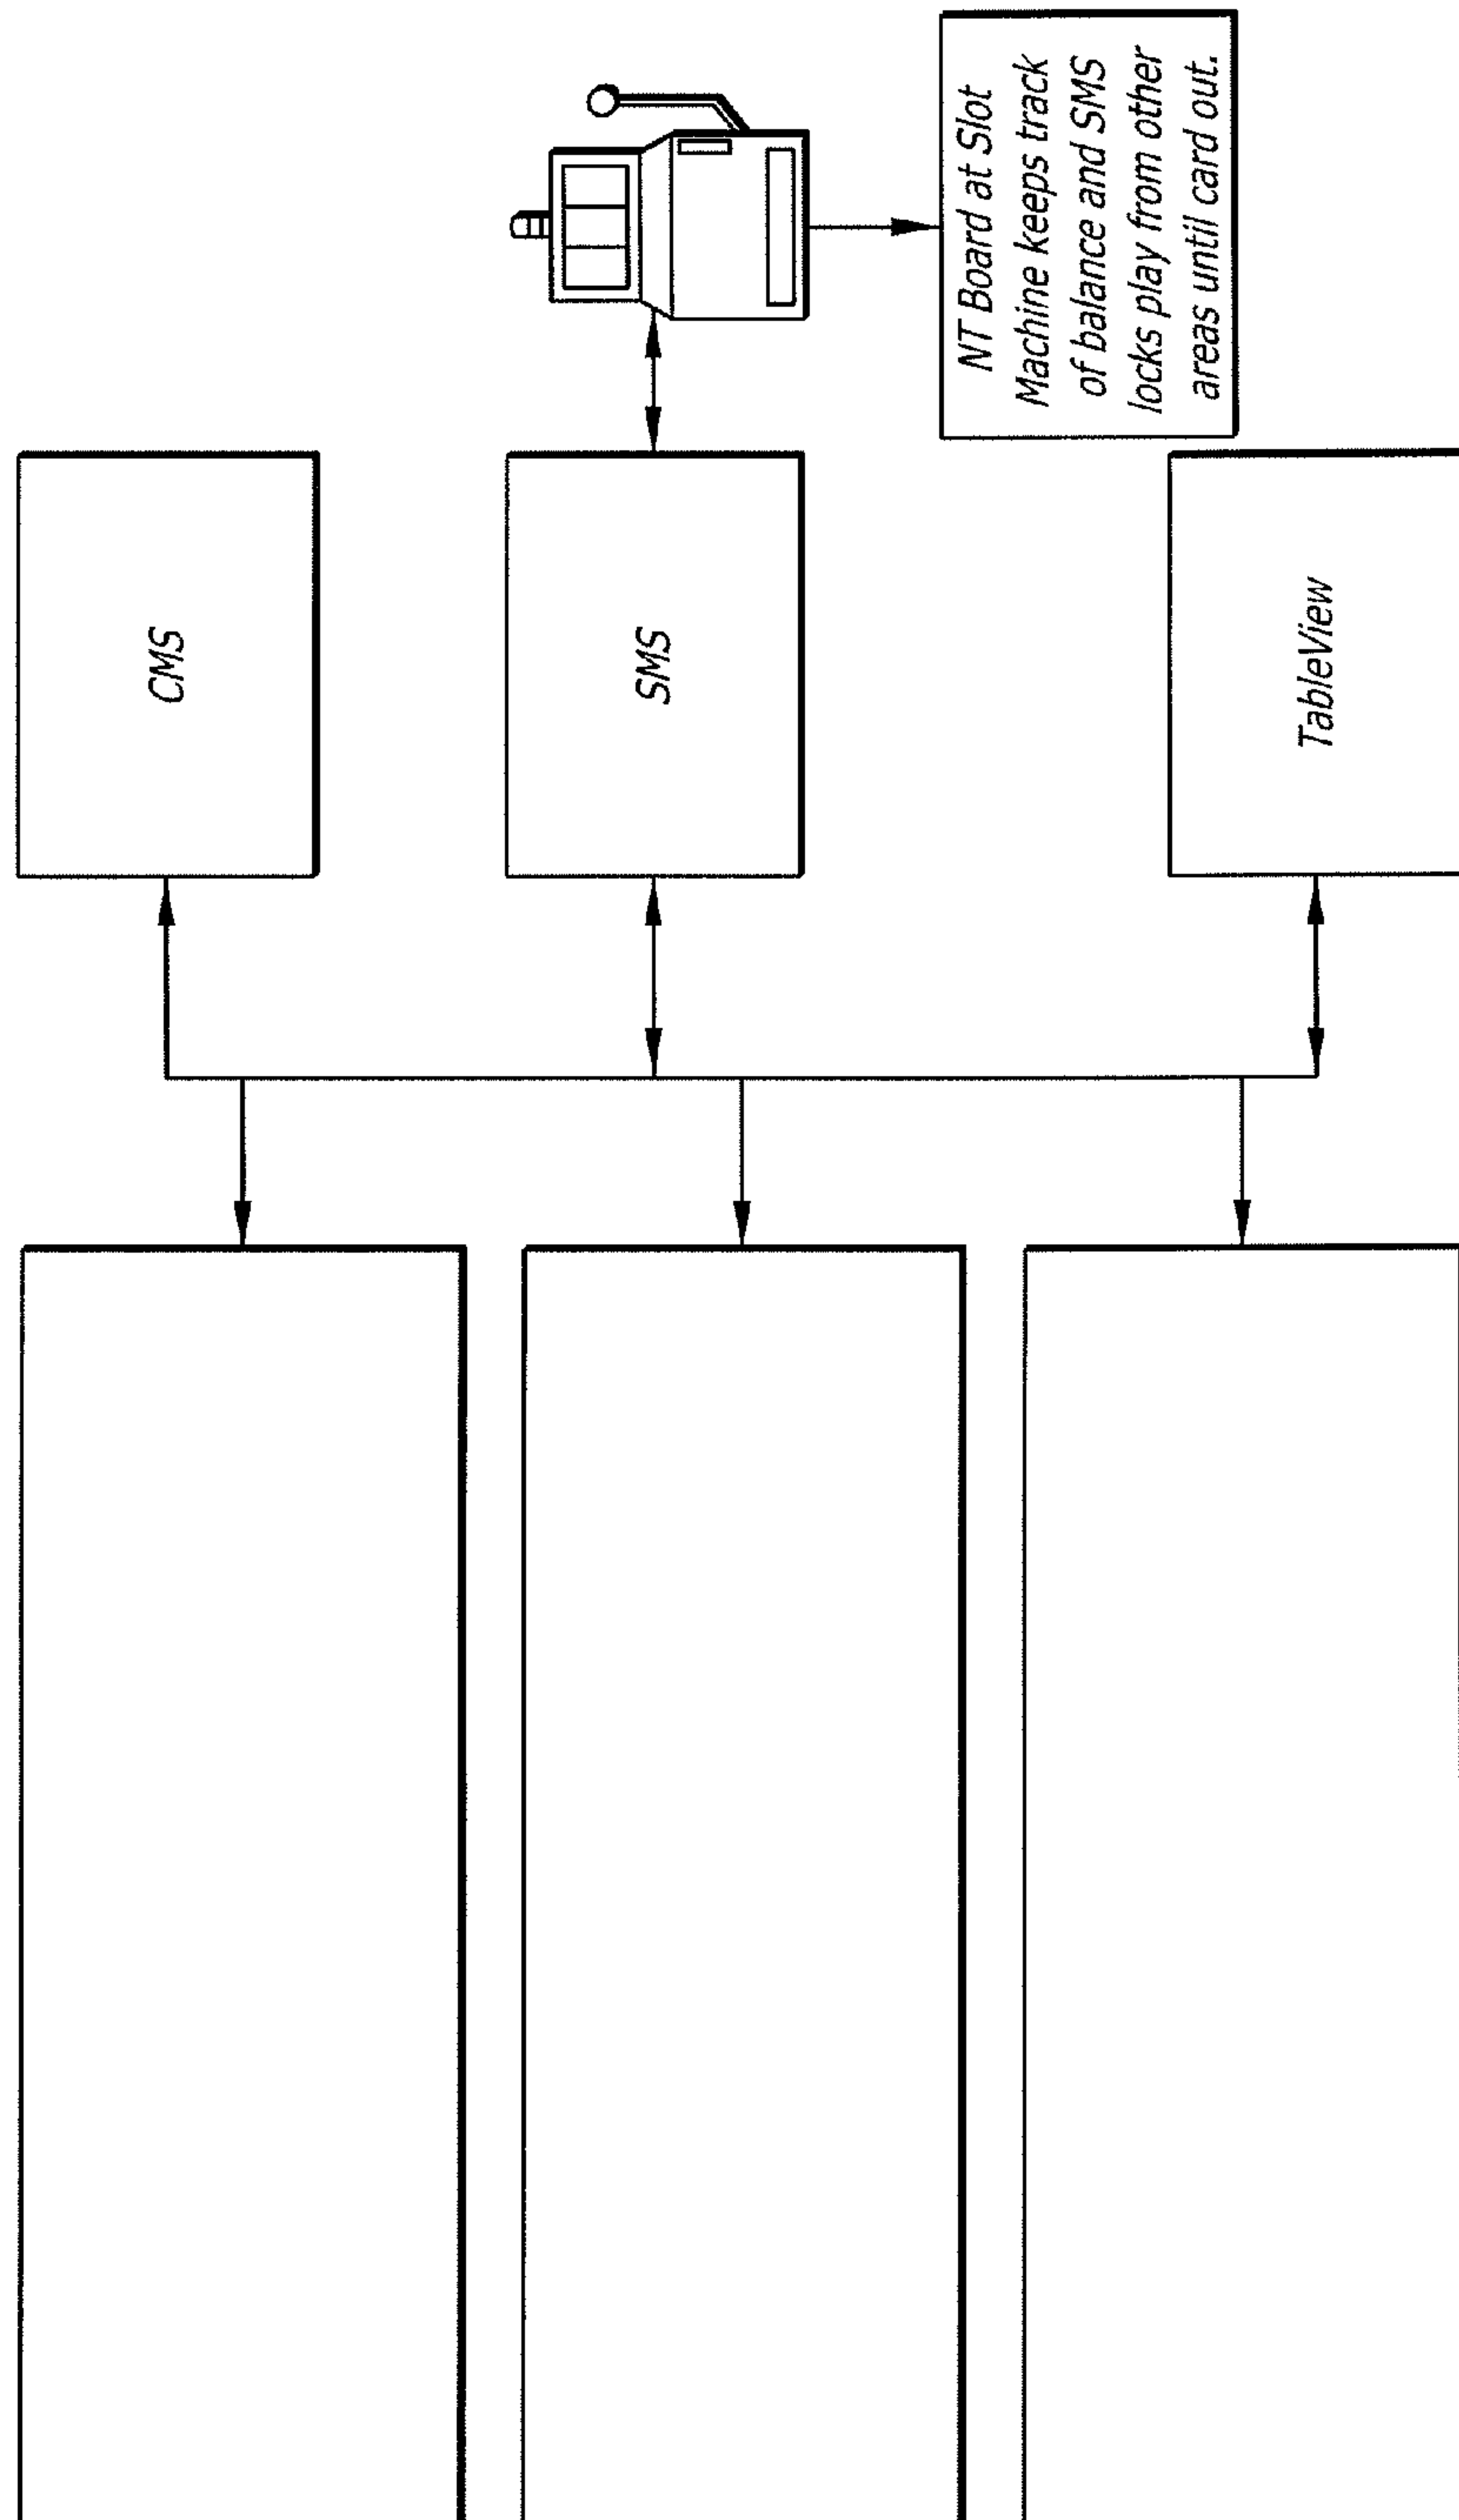 CMS
SMS
NT Board at Slot
Machine keeps track
of balance and SMS
locks play from other
areas until card out.
TableView